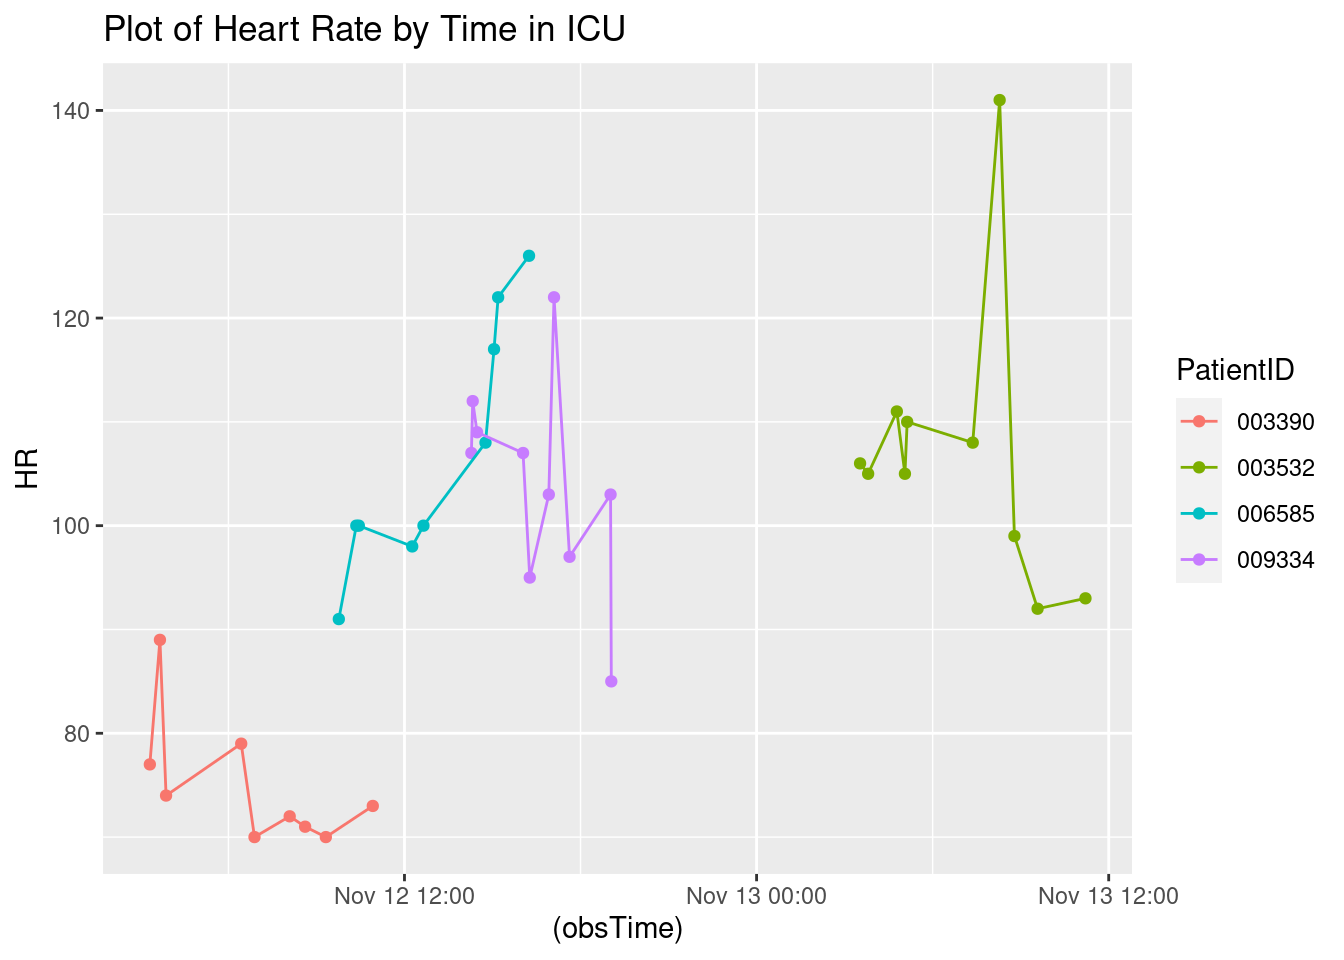 Plot of Heart Rate by Time in ICU
140
120
100
80
HR
Nov 12 12:00
Nov 13 00:00
Nov 13 12:00
(obsTime)
PatientID
003390
003532
006585
009334